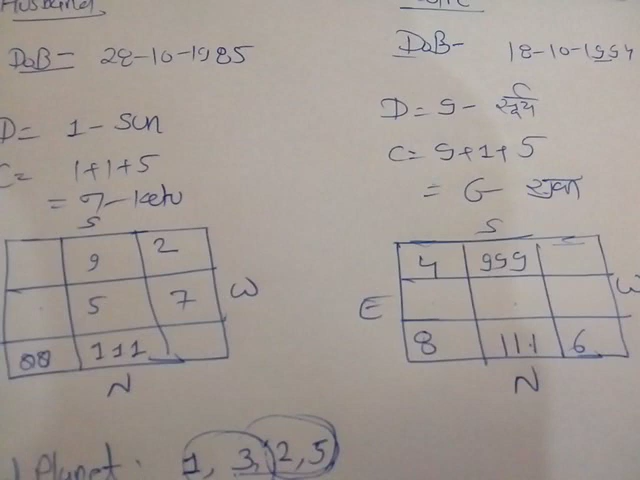 Husband
DoB= 28-10-1985
D= 1 - Sun
C= 1+1+5
= 7-ketu
S
9 2
5 7 W
88 111
N
DoB- 18-10-1994
D= 9 - सूर्य
C= 9+1+5
= 6 शुक्र
S
4 999
E W
8 111 6
N
Planet: 1, 3, 2, 5